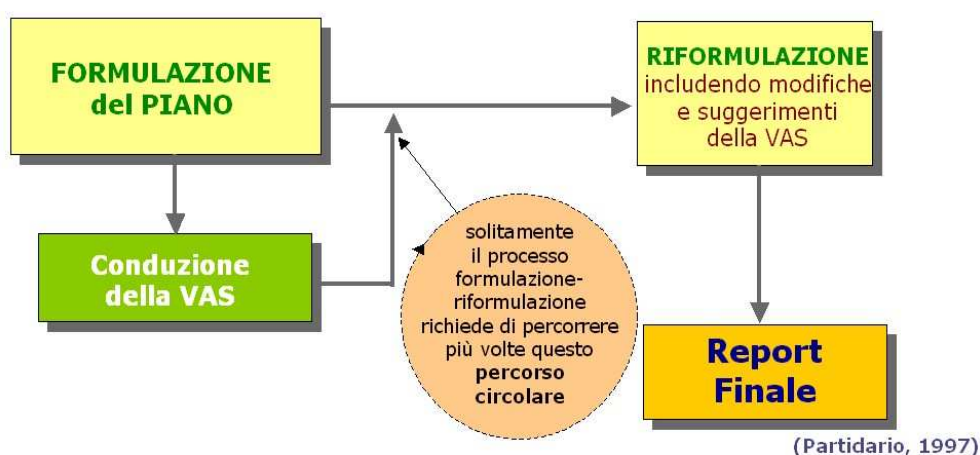 FORMULAZIONE
del PIANO
RIFORMULAZIONE
includendo modifiche
e suggerimenti
della VAS
Conduzione
della VAS
solitamente
il processo
formulazione-
riformulazione
richiede di percorrere
più volte questo
percorso
circolare
Report
Finale
(Partidario, 1997)